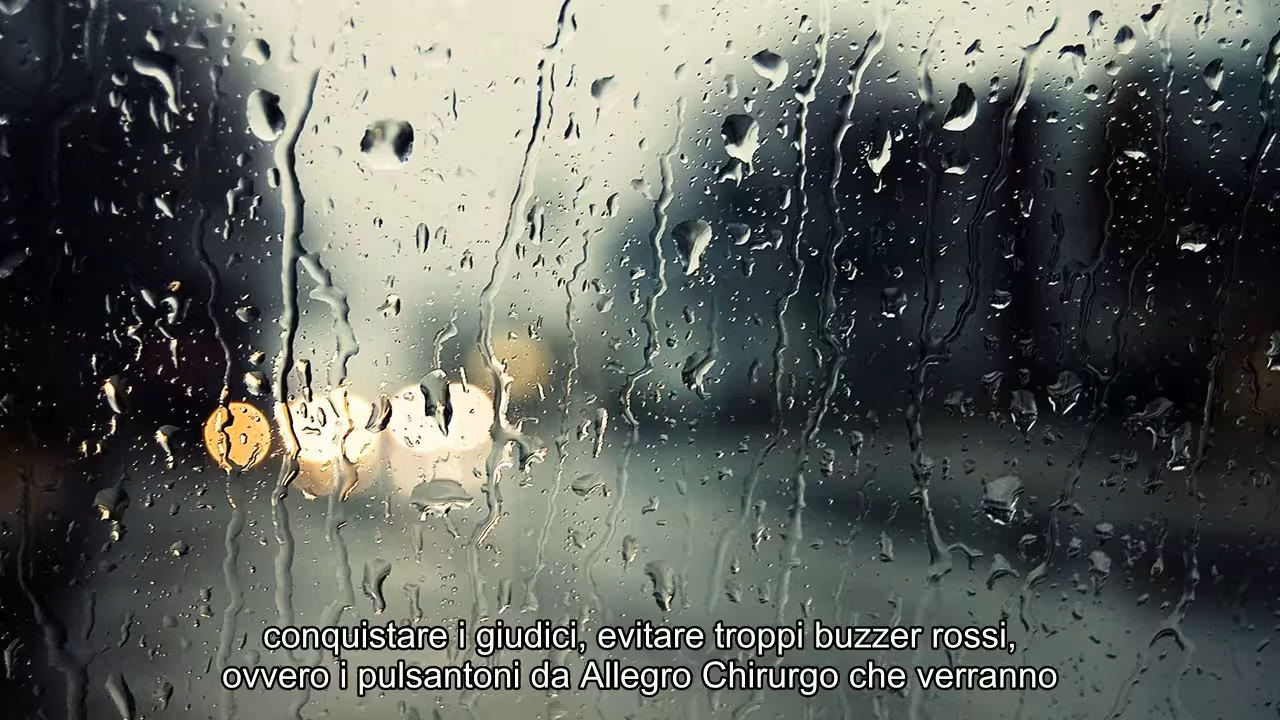 conquistare i giudici, evitare troppi buzzer rossi,
ovvero i pulsantoni da Allegro Chirurgo che verranno